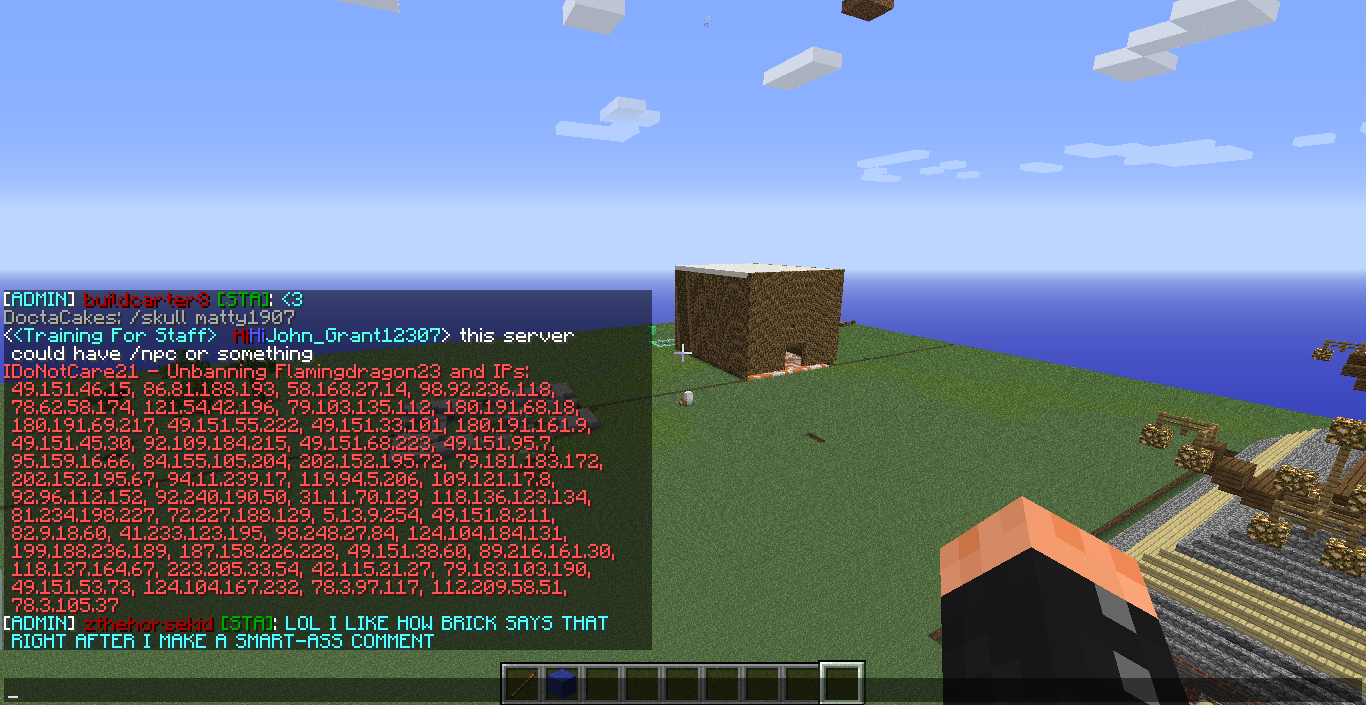 [ADMIN] buildcarter8 [STA]: <3
DoctaCakes: /skull matty1907
<<Training For Staff> HiHiJohn_Grant12307> this server
could have /npc or something
IDoNotCare21 - Unbanning Flamingdragon23 and IPs:
49.151.46.15, 86.81.188.193, 58.168.27.14, 98.92.236.118,
78.62.58.174, 121.54.42.196, 79.103.135.112, 180.191.68.18,
180.191.69.217, 49.151.55.222, 49.151.33.101, 180.191.16.19,
49.151.45.30, 92.109.184.215, 49.151.68.223, 49.151.95.7,
95.159.16.66, 84.155.105.204, 202.152.195.72, 79.181.183.172,
202.152.195.67, 94.11.239.17, 119.94.5.206, 109.121.17.8,
92.96.112.152, 92.240.190.50, 31.11.70.129, 118.136.123.134,
81.234.198.227, 72.227.188.129, 5.13.9.254, 49.151.8.211,
82.9.18.60, 41.233.123.195, 98.248.27.84, 124.104.184.131,
199.188.236.189, 187.158.226.228, 49.151.38.60, 89.216.161.30,
118.137.164.67, 223.205.33.54, 42.115.21.27, 79.183.103.190,
49.151.53.73, 124.104.167.232, 78.3.97.117, 112.209.58.51,
78.3.105.37
[ADMIN] zthehorsekid [STA]: LOL I LIKE HOW BRICK SAYS THAT
RIGHT AFTER I MAKE A SMART-ASS COMMENT
_